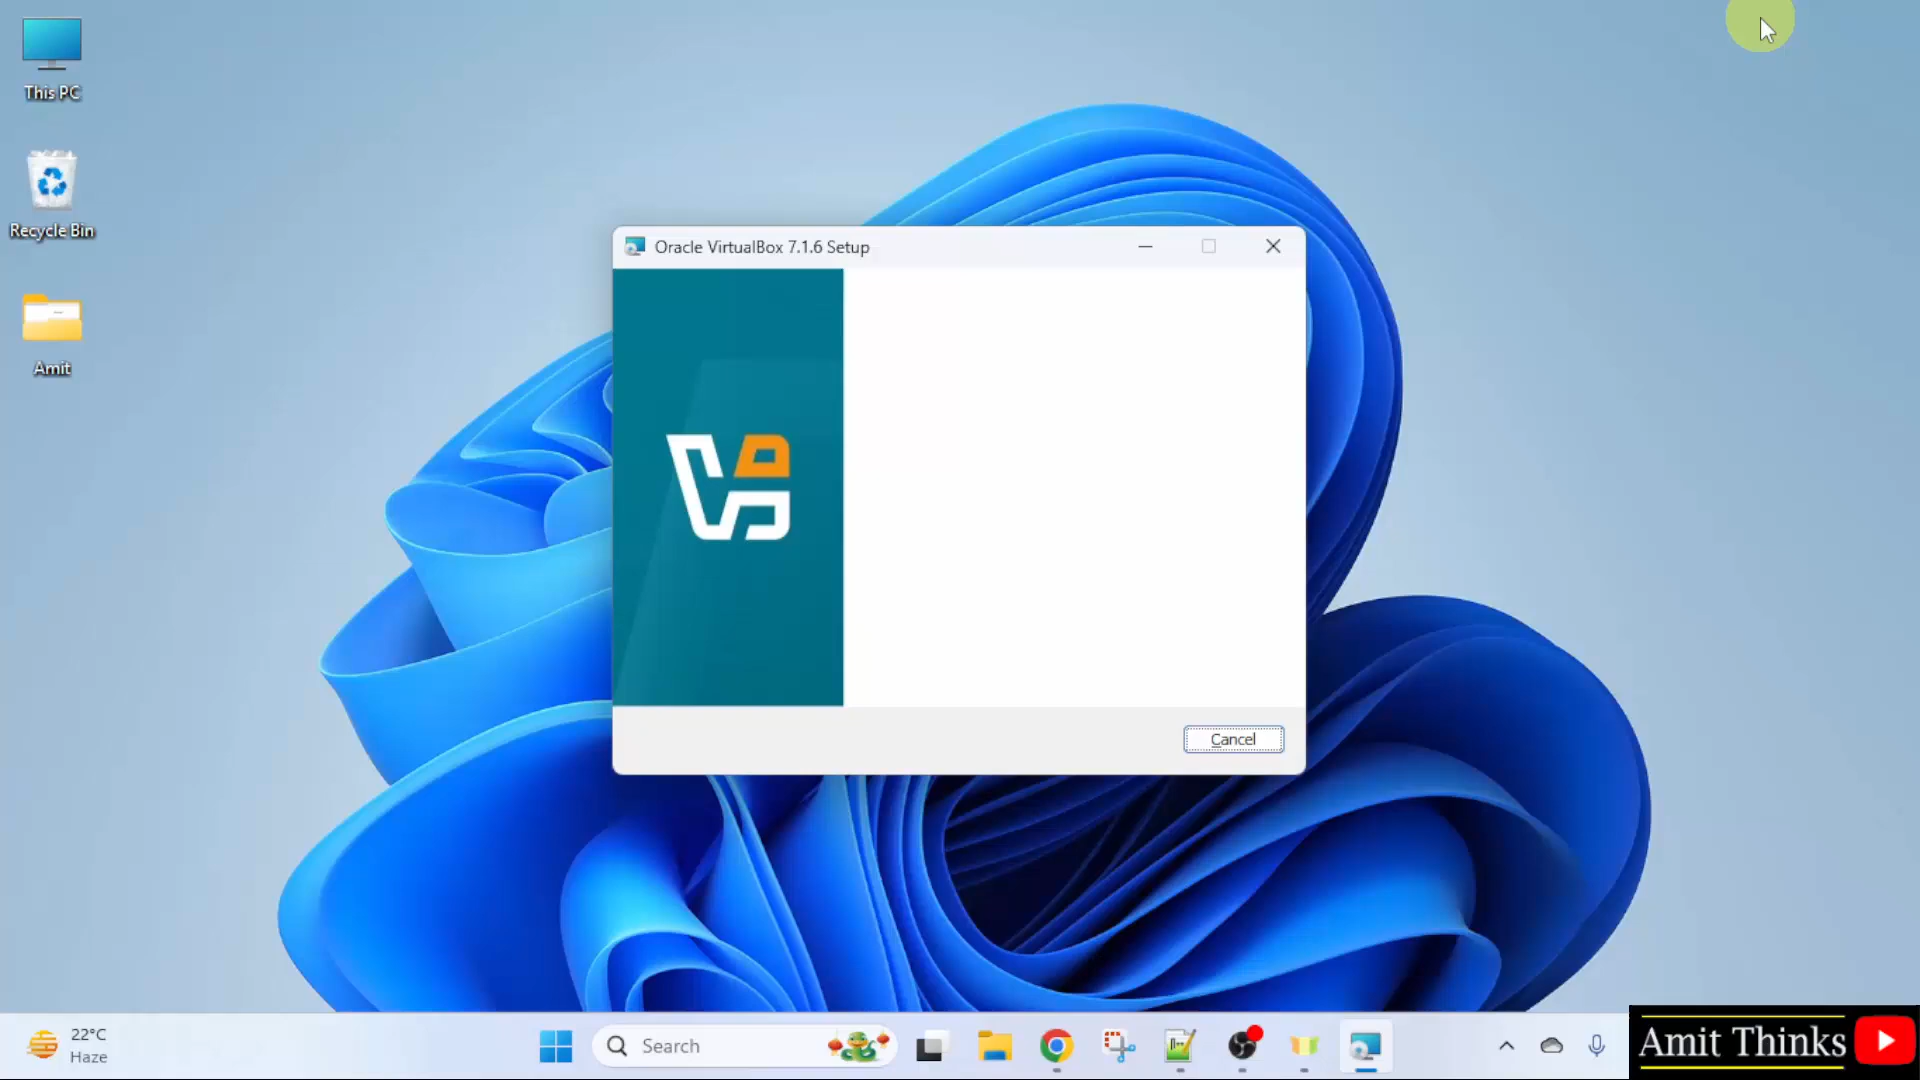 This PC
Recycle Bin
Amit
Oracle VirtualBox 7.1.6 Setup
Cancel
22°C
Haze
Search
Amit Thinks